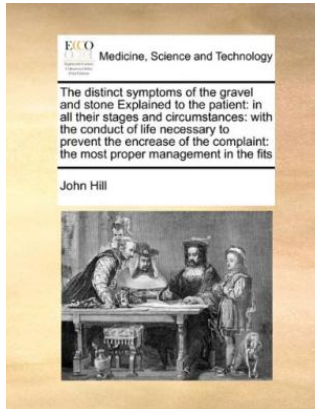 ECCO
Medicine, Science and Technology
The distinct symptoms of the gravel
and stone Explained to the patient: in
all their stages and circumstances: with
the conduct of life necessary to
prevent the encrease of the complaint:
the most proper management in the fits
John Hill